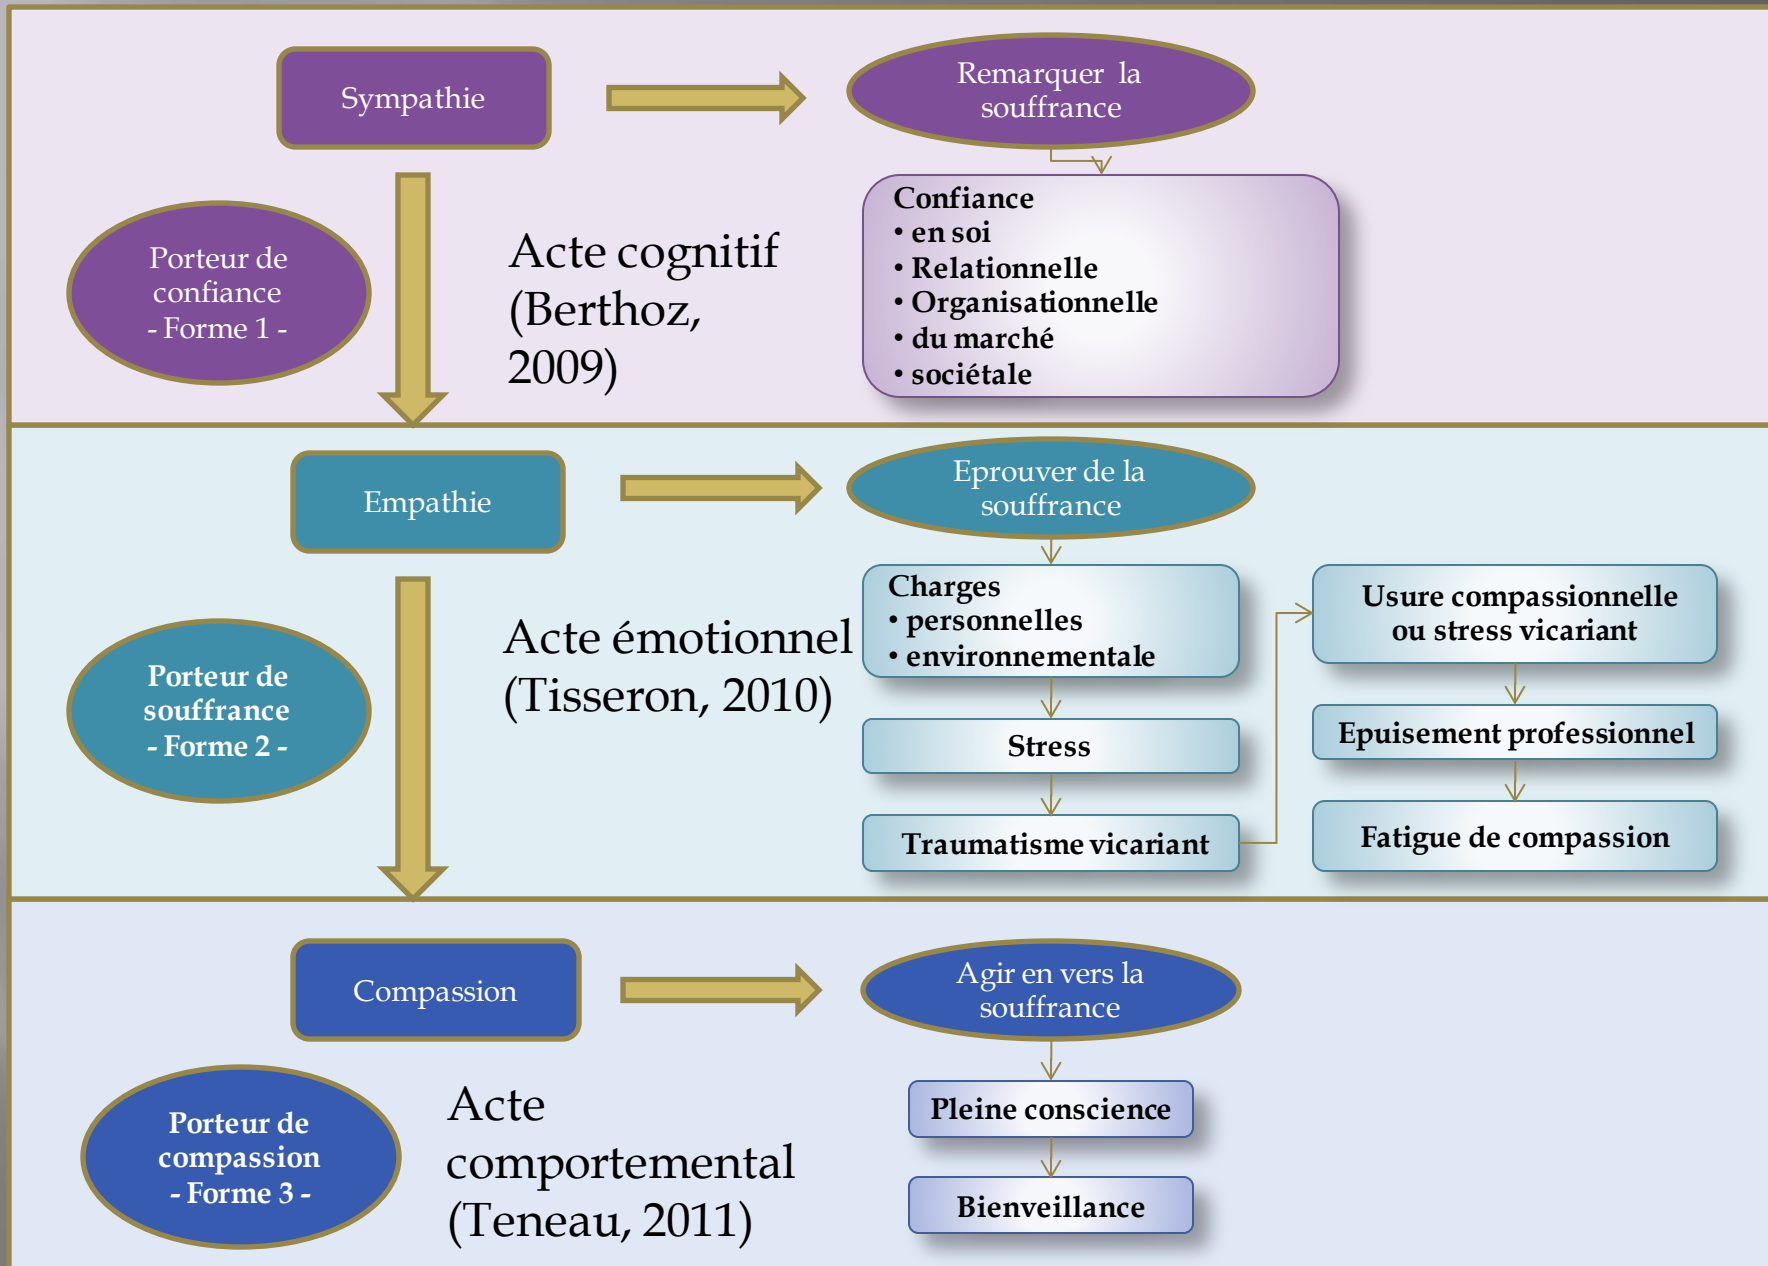 Sympathie
Remarquer la
souffrance
Porteur de
confiance
- Forme 1 -
Acte cognitif
(Berthoz,
2009)
Confiance
• en soi
• Relationnelle
• Organisationnelle
• du marché
• sociétale
Empathie
Eprouver de la
souffrance
Porteur de
souffrance
- Forme 2 -
Acte émotionnel
(Tisseron, 2010)
Charges
• personnelles
• environnementale
Stress
Traumatisme vicariant
Usure compassionnelle
ou stress vicariant
Epuisement professionnel
Fatigue de compassion
Compassion
Agir en vers la
souffrance
Porteur de
compassion
- Forme 3 -
Acte
comportemental
(Teneau, 2011)
Pleine conscience
Bienveillance